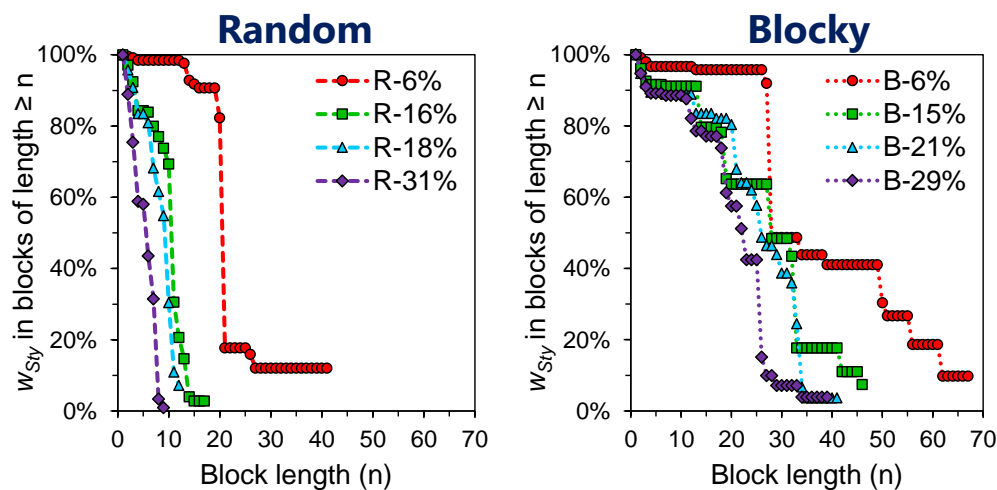 Random
w_Sty in blocks of length ≥ n
100%
80%
60%
40%
20%
0%
0 10 20 30 40 50 60 70
Block length (n)
R-6%
R-16%
R-18%
R-31%
Blocky
w_Sty in blocks of length ≥ n
100%
80%
60%
40%
20%
0%
0 10 20 30 40 50 60 70
Block length (n)
B-6%
B-15%
B-21%
B-29%